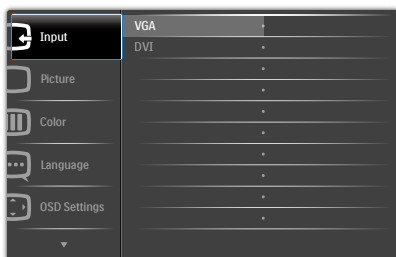 Input
Picture
Color
Language
OSD Settings
VGA
DVI